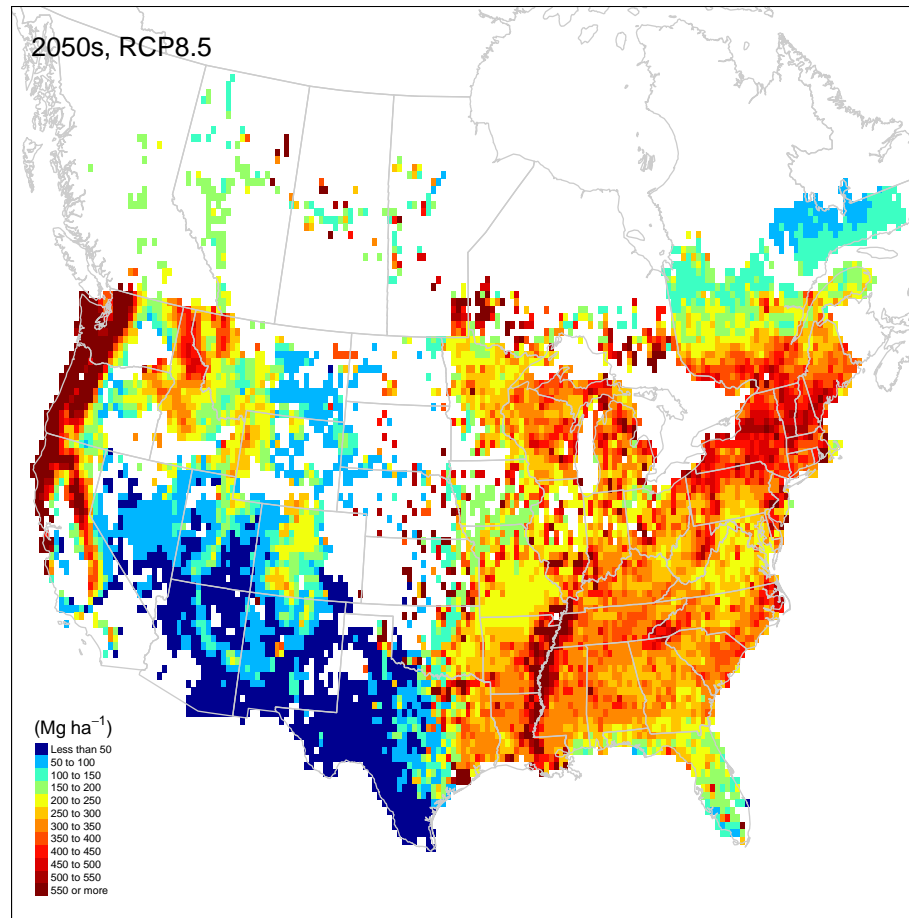 2050s, RCP8.5
(Mg ha⁻¹)
Less than 50
50 to 100
100 to 150
150 to 200
200 to 250
250 to 300
300 to 350
350 to 400
400 to 450
450 to 500
500 to 550
550 or more